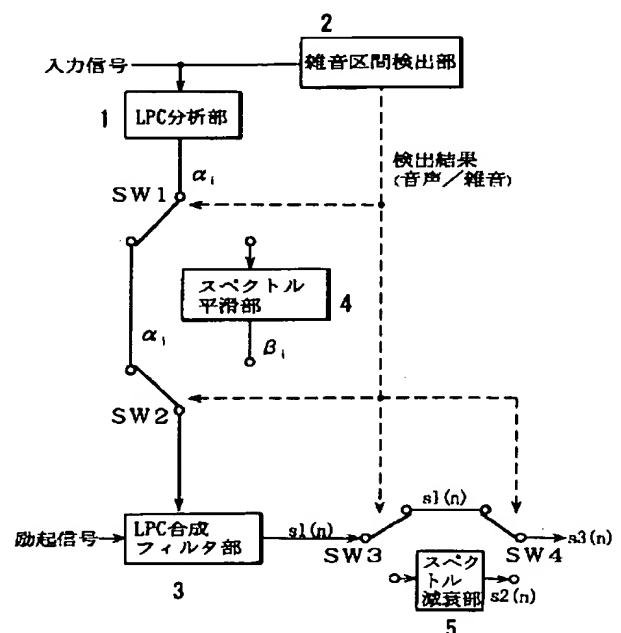 2
入力信号
雑音区間検出部
1
LPC分析部
検出結果
(音声／雑音)
αi
SW1
スペクトル
平滑部
4
αi
βi
SW2
励起信号
LPC合成
フィルタ部
3
s1(n)
SW3
s1(n)
SW4
s3(n)
スペク
トル
減衰部
s2(n)
5